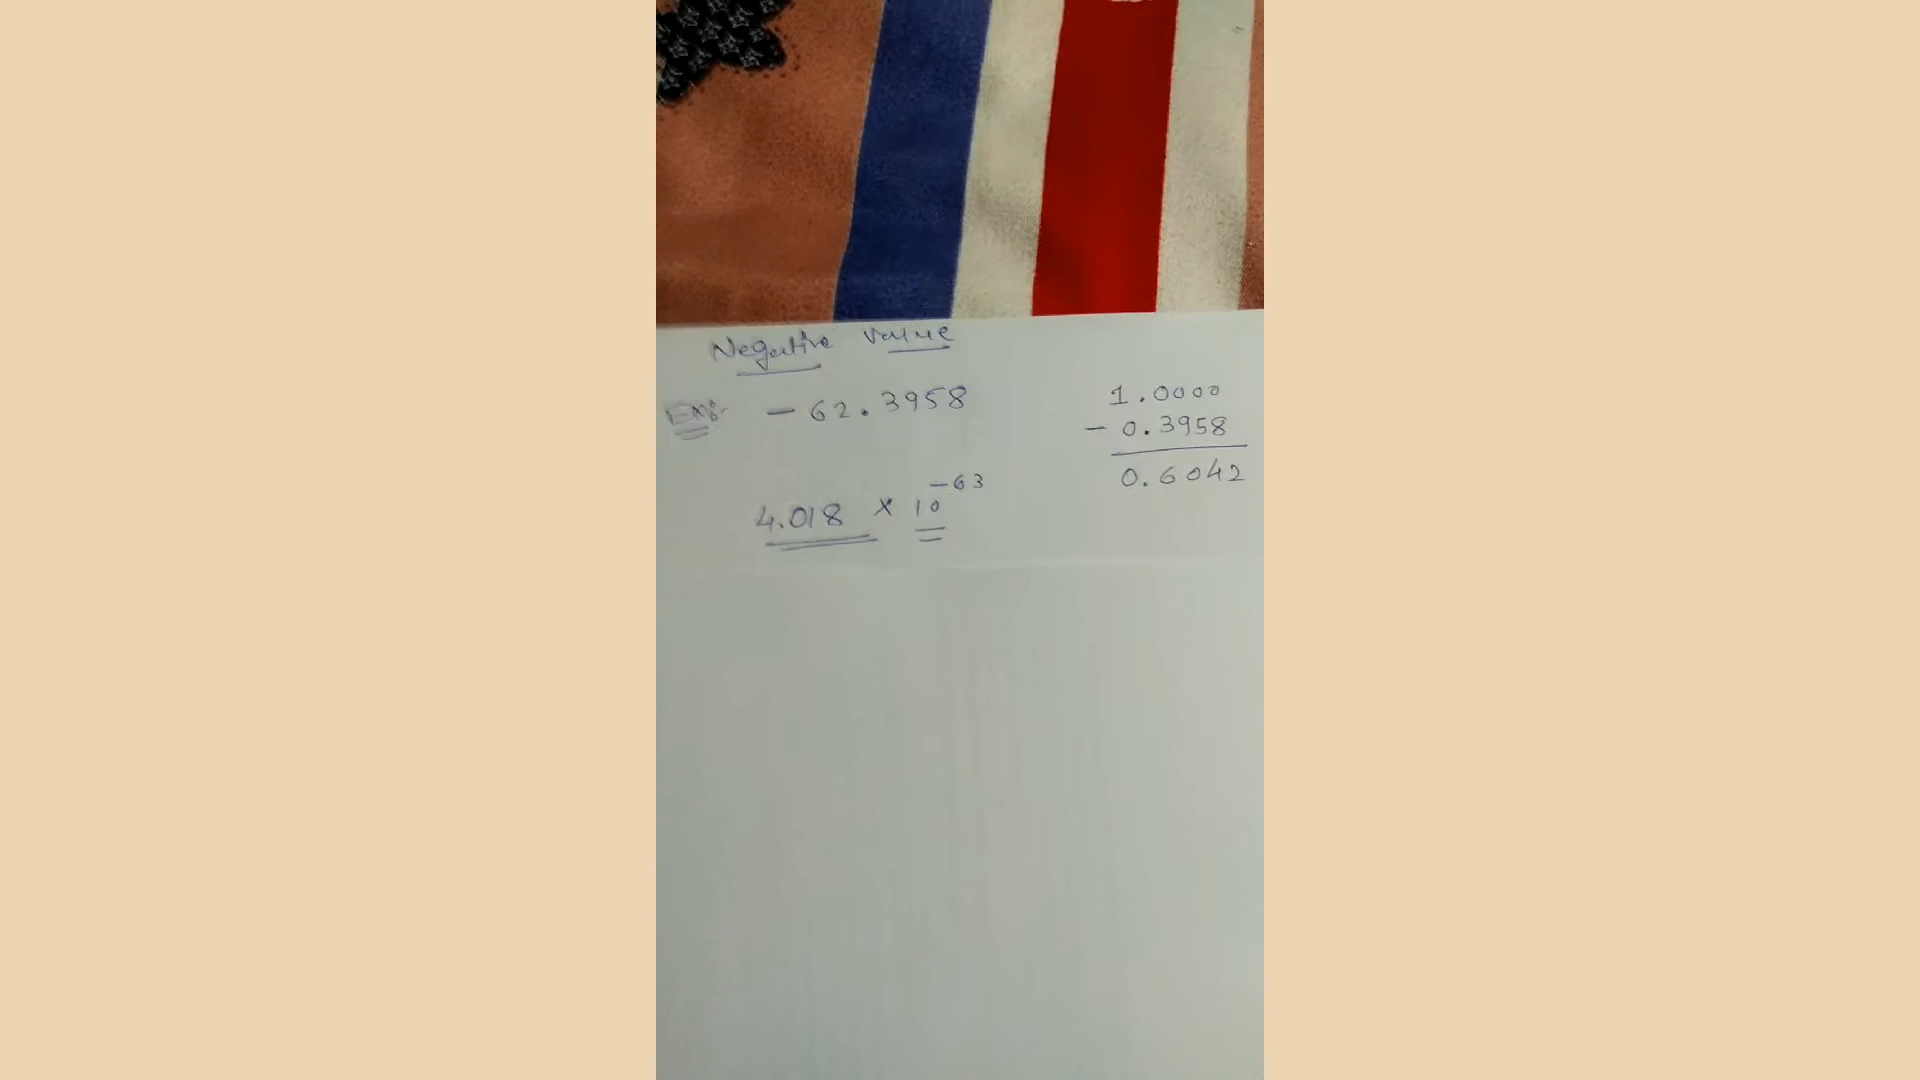 Negative Value
Ex:- - 62.3958
4.018 × 10⁻⁶³
1.0000
- 0.3958
0.6042